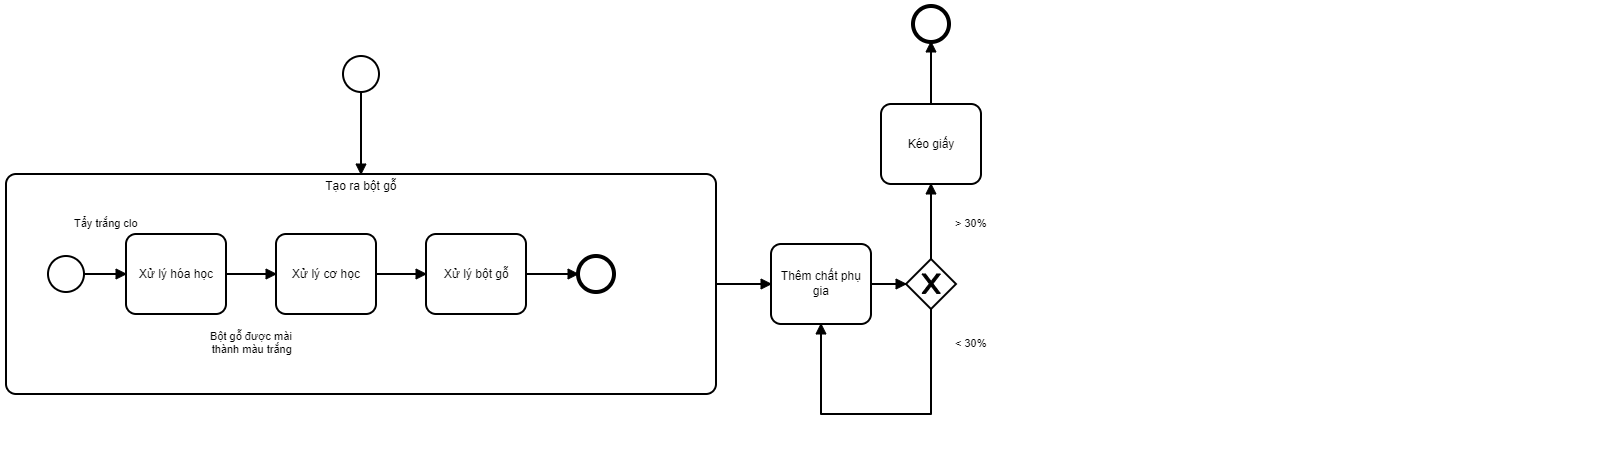 Tạo ra bột gỗ
Tẩy trắng clo
Xử lý hóa học
Xử lý cơ học
Xử lý bột gỗ
Bột gỗ được mài
thành màu trắng
Thêm chất phụ
gia
Kéo giấy
> 30%
< 30%